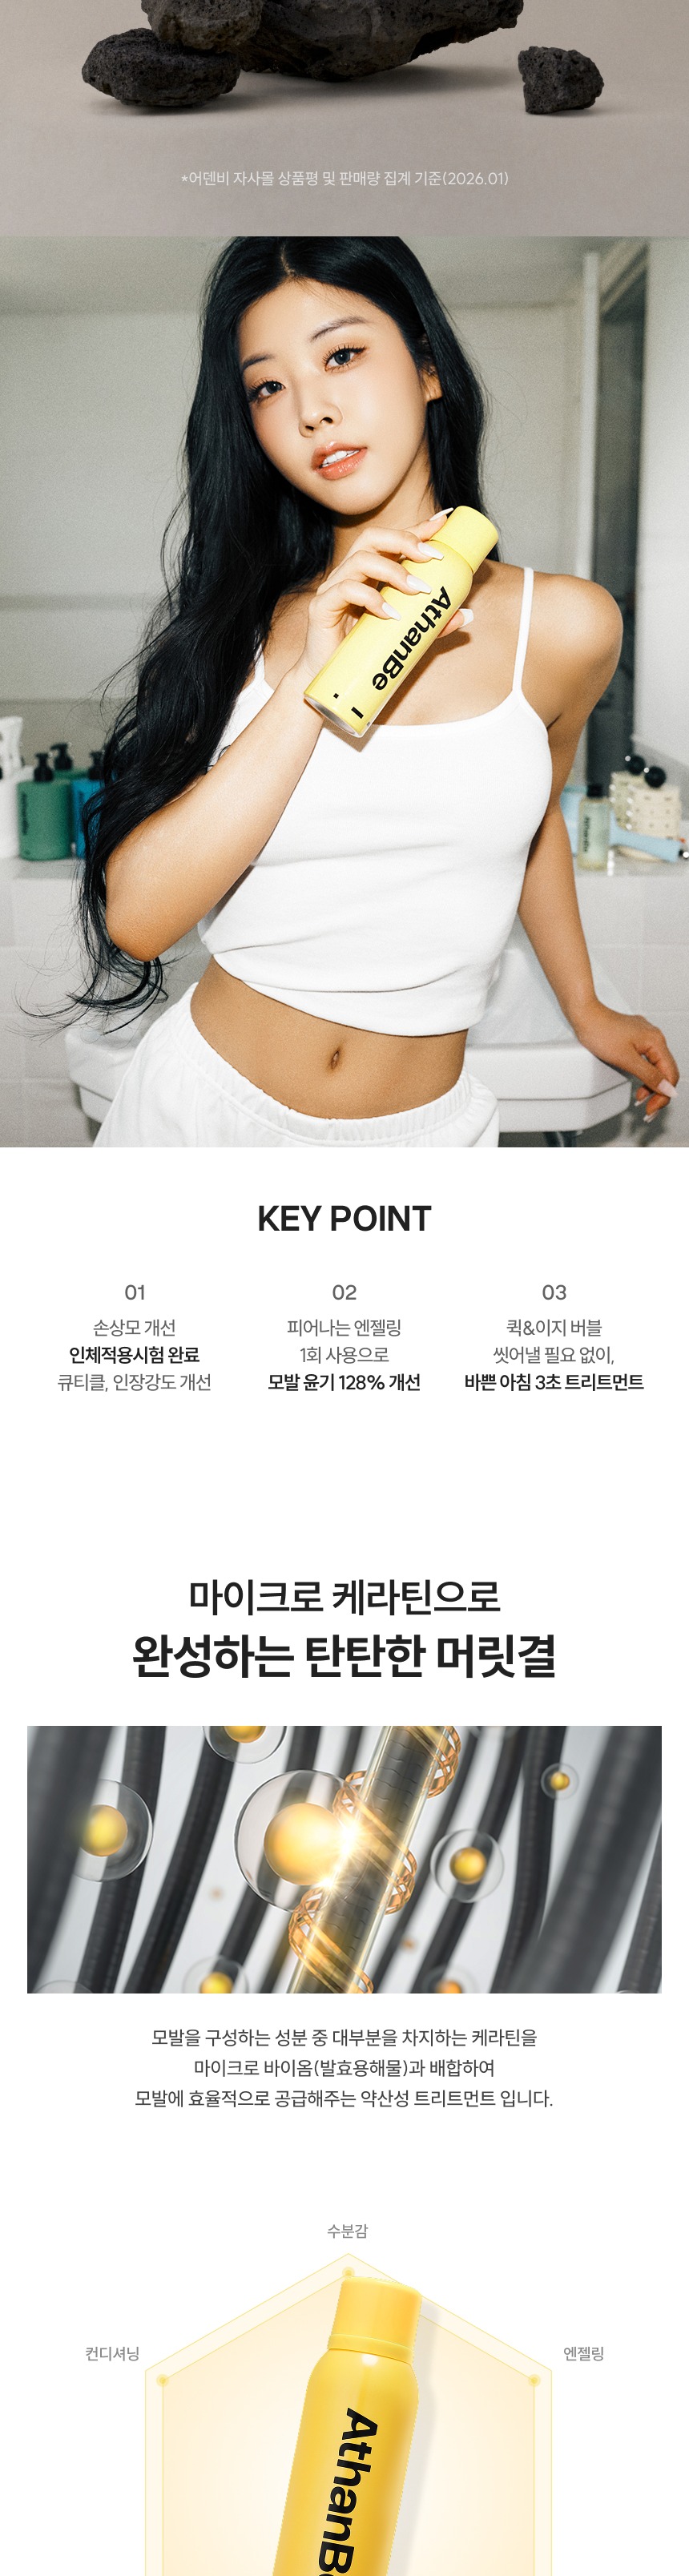 *어덴비 자사몰 상품평 및 판매량 집계 기준(2026.01)
AthanBe
KEY POINT
01
손상모 개선
인체적용시험 완료
큐티클, 인장강도 개선
02
피어나는 엔젤링
1회 사용으로
모발 윤기 128% 개선
03
퀵&이지 버블
씻어낼 필요 없이,
바쁜 아침 3초 트리트먼트
마이크로 케라틴으로
완성하는 탄탄한 머릿결
모발을 구성하는 성분 중 대부분을 차지하는 케라틴을
마이크로 바이옴(발효용해물)과 배합하여
모발에 효율적으로 공급해주는 약산성 트리트먼트 입니다.
수분감
컨디셔닝
엔젤링
AthanBe